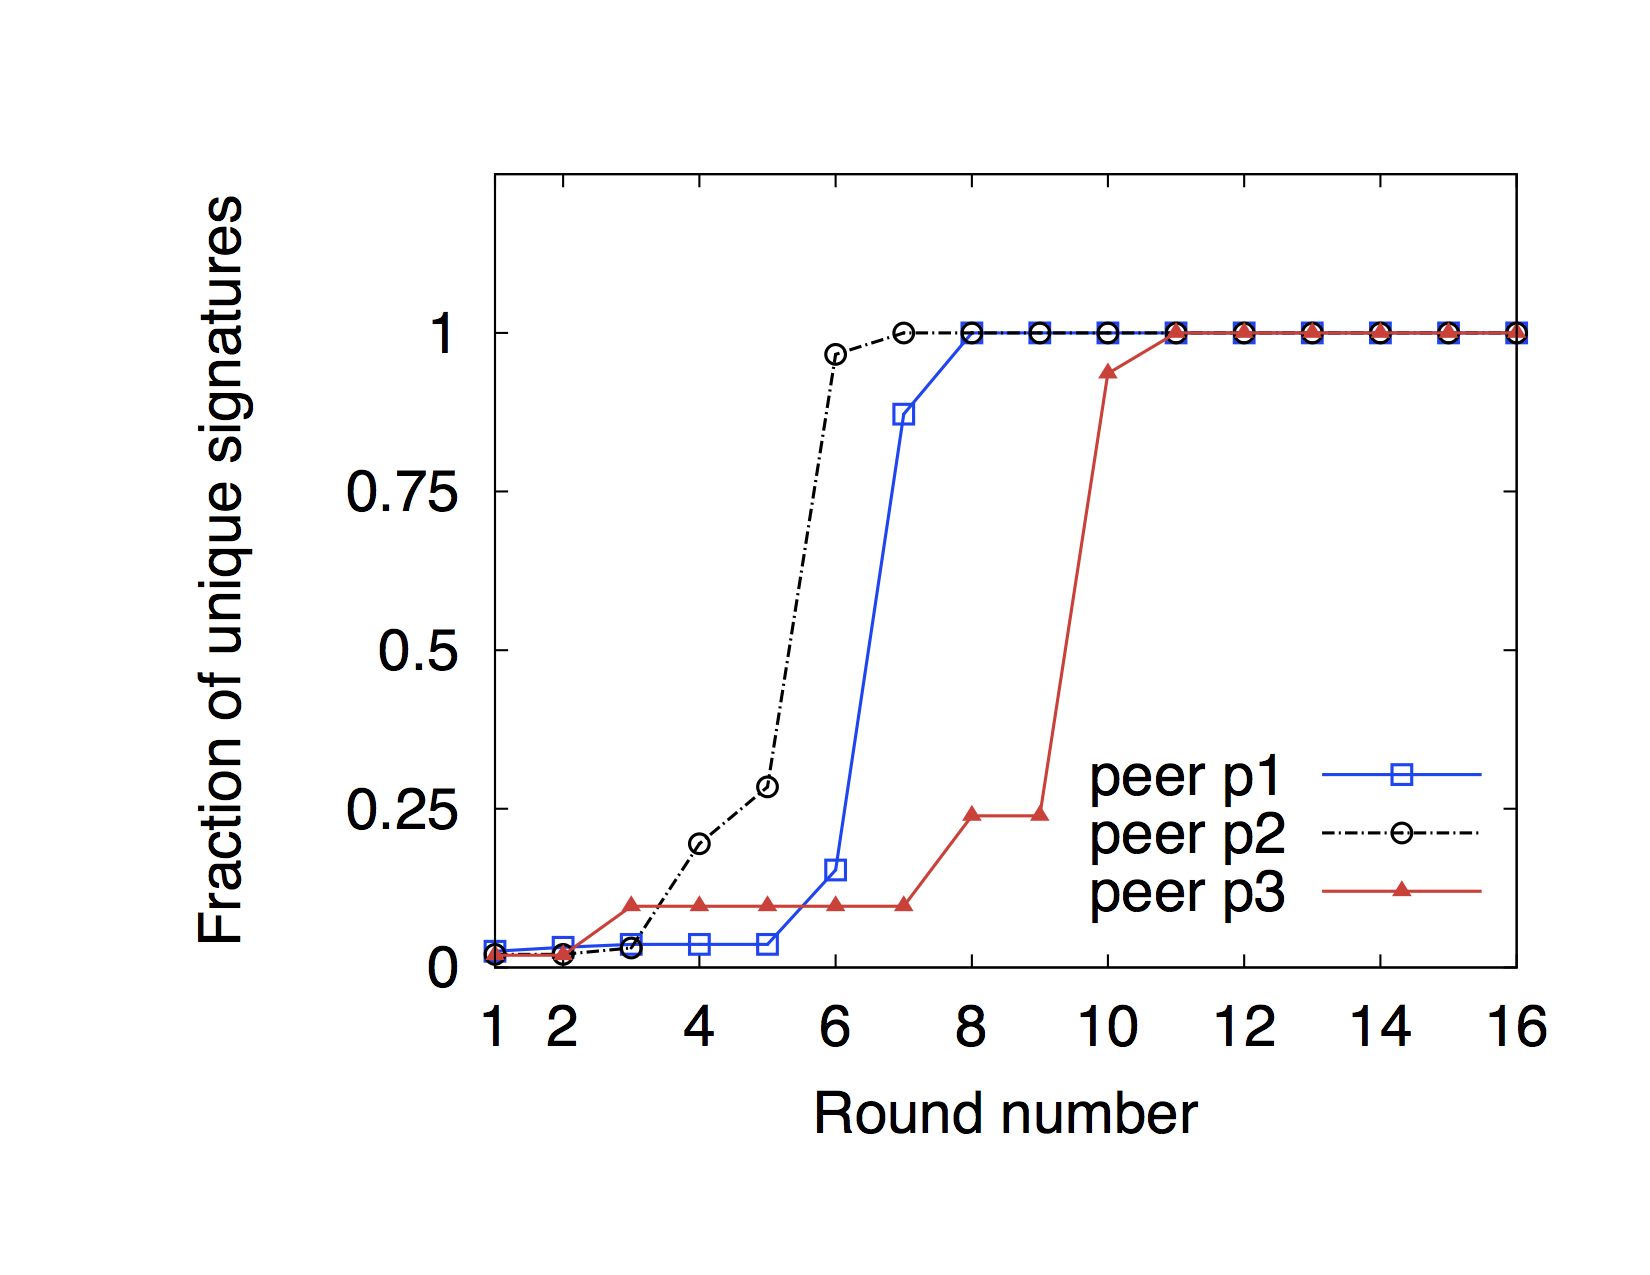 Fraction of unique signatures
1
0.75
0.5
0.25
0
1 2 4 6 8 10 12 14 16
Round number
peer p1
peer p2
peer p3